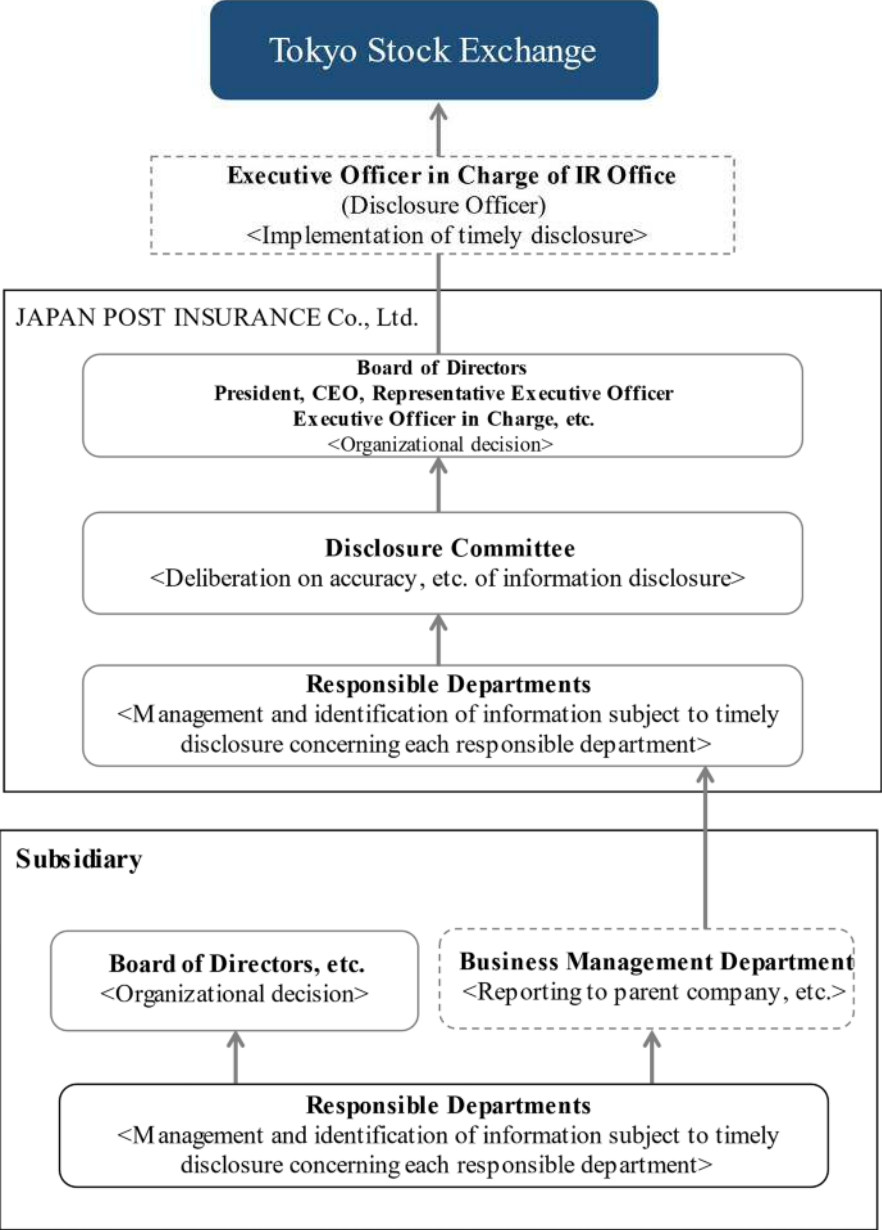 Tokyo Stock Exchange
Executive Officer in Charge of IR Office
(Disclosure Officer)
<Implementation of timely disclosure>
JAPAN POST INSURANCE Co., Ltd.
Board of Directors
President, CEO, Representative Executive Officer
Executive Officer in Charge, etc.
<Organizational decision>
Disclosure Committee
<Deliberation on accuracy, etc. of information disclosure>
Responsible Departments
<Management and identification of information subject to timely
disclosure concerning each responsible department>
Subsidiary
Board of Directors, etc.
<Organizational decision>
Business Management Department
<Reporting to parent company, etc.>
Responsible Departments
<Management and identification of information subject to timely
disclosure concerning each responsible department>